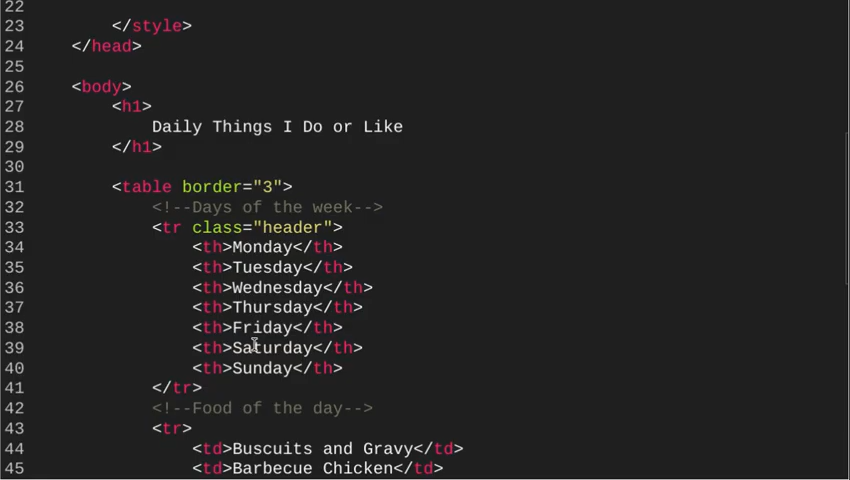 22
23 </style>
24 </head>
25
26 <body>
27 <h1>
28 Daily Things I Do or Like
29 </h1>
30
31 <table border="3">
32 <!--Days of the week-->
33 <tr class="header">
34 <th>Monday</th>
35 <th>Tuesday</th>
36 <th>Wednesday</th>
37 <th>Thursday</th>
38 <th>Friday</th>
39 <th>Saturday</th>
40 <th>Sunday</th>
41 </tr>
42 <!--Food of the day-->
43 <tr>
44 <td>Buscuits and Gravy</td>
45 <td>Barbecue Chicken</td>